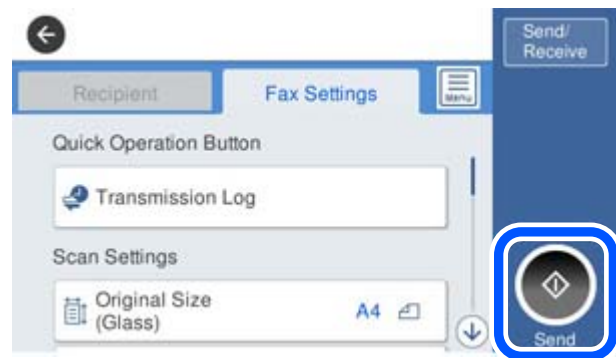 Send/
Receive
Recipient
Fax Settings
Menu
Quick Operation Button
Transmission Log
Scan Settings
Original Size
(Glass)
A4
Send